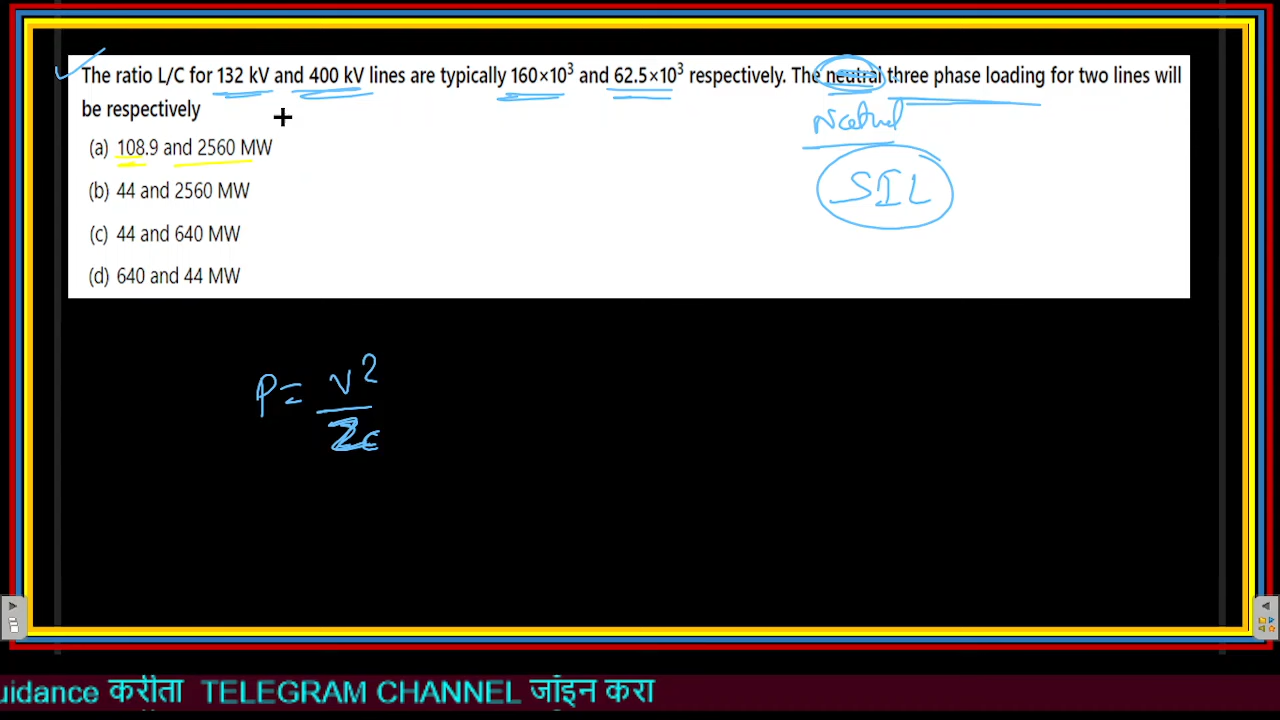 The ratio L/C for 132 kV and 400 kV lines are typically 160×10³ and 62.5×10³ respectively. The neutral three phase loading for two lines will
be respectively
Natural
(a) 108.9 and 2560 MW
SIL
(b) 44 and 2560 MW
(c) 44 and 640 MW
(d) 640 and 44 MW
P = V² / Zc
uidance करीता TELEGRAM CHANNEL जॉइन करा